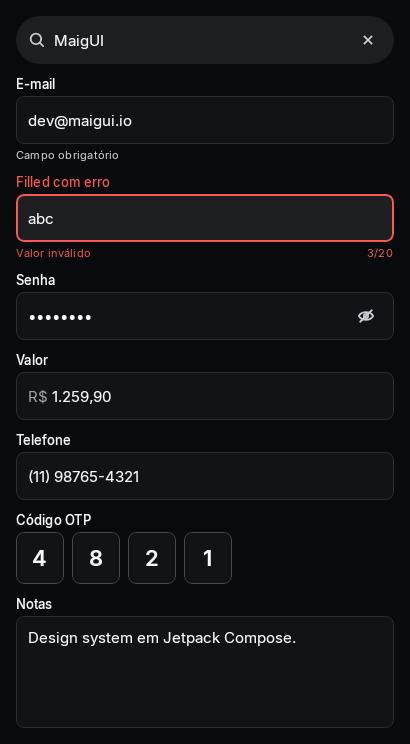 MaigUI
E-mail
dev@maigui.io
Campo obrigatório
Filled com erro
abc
Valor inválido 3/20
Senha
••••••••
Valor
R$ 1.259,90
Telefone
(11) 98765-4321
Código OTP
4 8 2 1
Notas
Design system em Jetpack Compose.